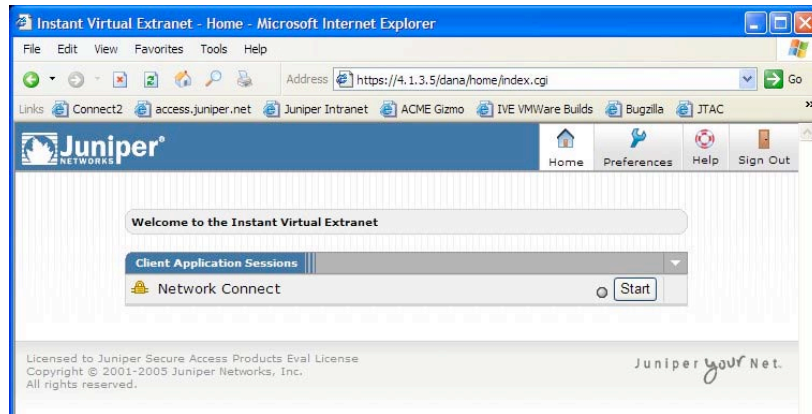 Instant Virtual Extranet - Home - Microsoft Internet Explorer
File Edit View Favorites Tools Help
Address https://4.1.3.5/dana/home/index.cgi Go
Links Connect2 access.juniper.net Juniper Intranet ACME Gizmo IVE VMWare Builds Bugzilla JTAC »
Juniper®
NETWORKS
Home Preferences Help Sign Out
Welcome to the Instant Virtual Extranet
Client Application Sessions
Network Connect Start
Licensed to Juniper Secure Access Products Eval License
Copyright © 2001-2005 Juniper Networks, Inc.
All rights reserved.
Juniper your Net.